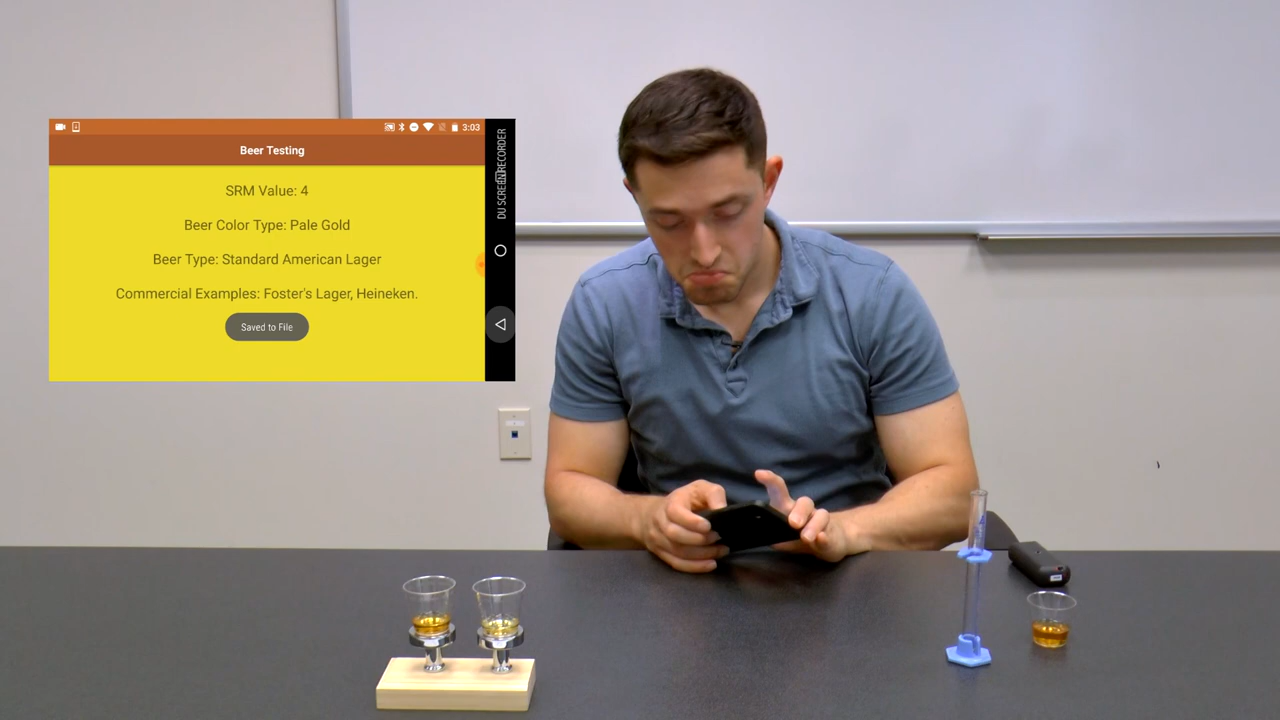 3:03
Beer Testing
SRM Value: 4
Beer Color Type: Pale Gold
Beer Type: Standard American Lager
Commercial Examples: Foster's Lager, Heineken.
Saved to File
DU SCREEN RECORDER